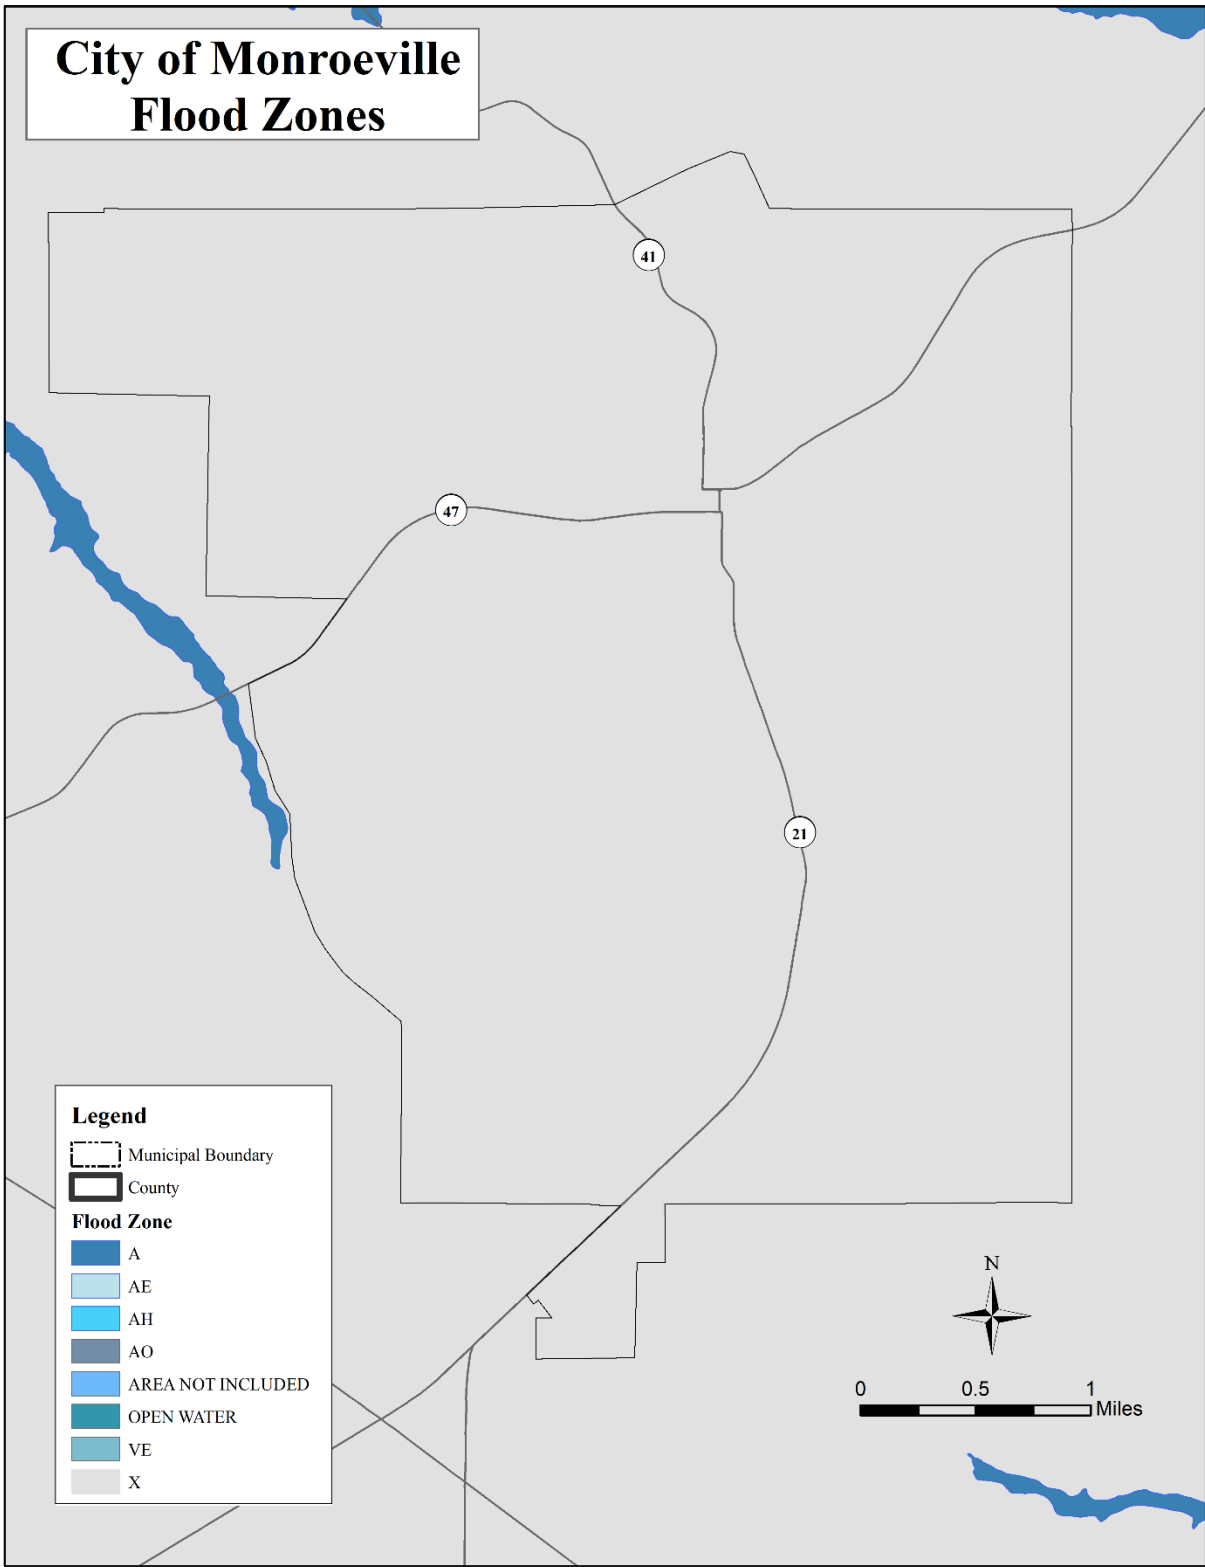 City of Monroeville
Flood Zones
41
47
21
Legend
Municipal Boundary
County
Flood Zone
A
AE
AH
AO
AREA NOT INCLUDED
OPEN WATER
VE
X
N
0 0.5 1
Miles